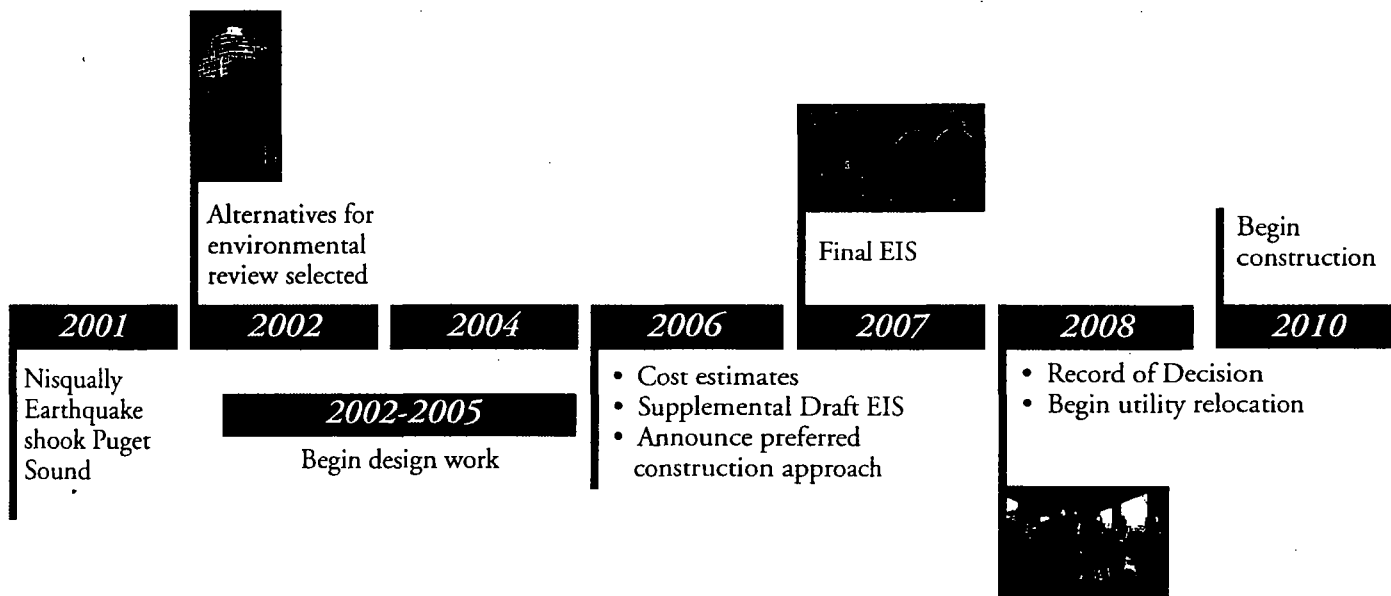 Alternatives for
environmental
review selected
Final EIS
Begin
construction
2001
2002
2004
2006
2007
2008
2010
Nisqually
Earthquake
shook Puget
Sound
2002-2005
Begin design work
• Cost estimates
• Supplemental Draft EIS
• Announce preferred
construction approach
• Record of Decision
• Begin utility relocation